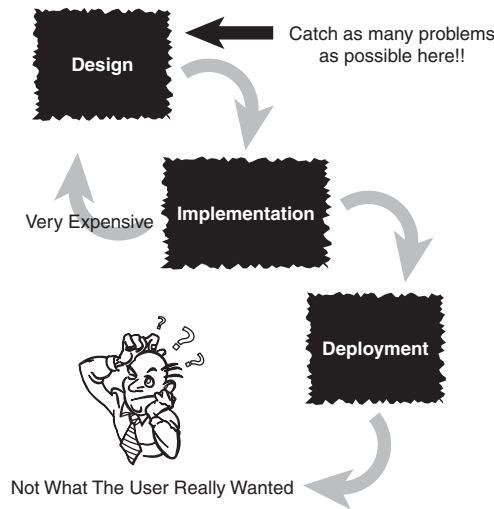 Catch as many problems
as possible here!!
Design
Very Expensive
Implementation
Deployment
? ? ?
Not What The User Really Wanted